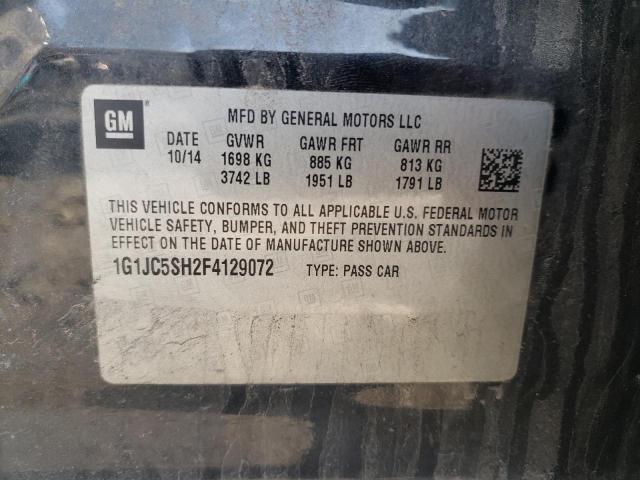 GM
MFD BY GENERAL MOTORS LLC
DATE GVWR GAWR FRT GAWR RR
10/14 1698 KG 885 KG 813 KG
3742 LB 1951 LB 1791 LB
THIS VEHICLE CONFORMS TO ALL APPLICABLE U.S. FEDERAL MOTOR
VEHICLE SAFETY, BUMPER, AND THEFT PREVENTION STANDARDS IN
EFFECT ON THE DATE OF MANUFACTURE SHOWN ABOVE.
1G1JC5SH2F4129072 TYPE: PASS CAR